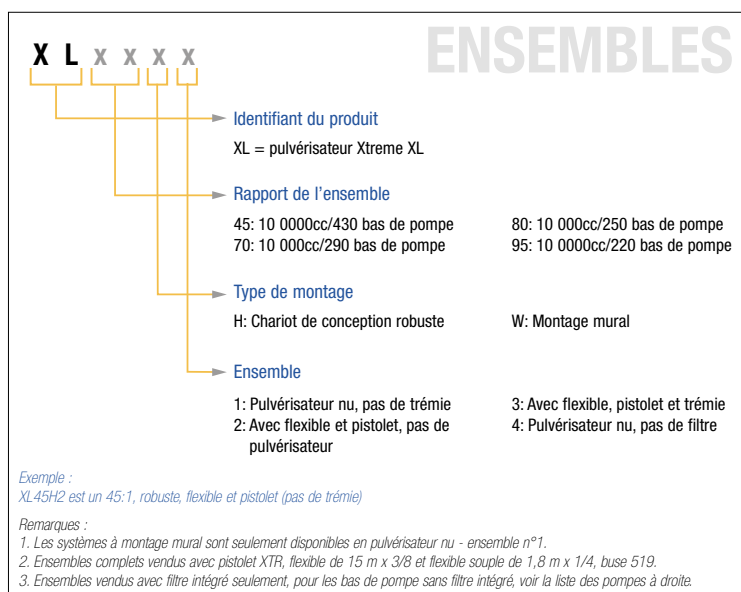 ENSEMBLES
X L x x x x
Identifiant du produit
XL = pulvérisateur Xtreme XL
Rapport de l'ensemble
45: 10 0000cc/430 bas de pompe
80: 10 000cc/250 bas de pompe
70: 10 000cc/290 bas de pompe
95: 10 0000cc/220 bas de pompe
Type de montage
H: Chariot de conception robuste
W: Montage mural
Ensemble
1: Pulvérisateur nu, pas de trémie
3: Avec flexible, pistolet et trémie
2: Avec flexible et pistolet, pas de
pulvérisateur
4: Pulvérisateur nu, pas de filtre
Exemple :
XL45H2 est un 45:1, robuste, flexible et pistolet (pas de trémie)
Remarques :
1. Les systèmes à montage mural sont seulement disponibles en pulvérisateur nu - ensemble n°1.
2. Ensembles complets vendus avec pistolet XTR, flexible de 15 m x 3/8 et flexible souple de 1,8 m x 1/4, buse 519.
3. Ensembles vendus avec filtre intégré seulement, pour les bas de pompe sans filtre intégré, voir la liste des pompes à droite.